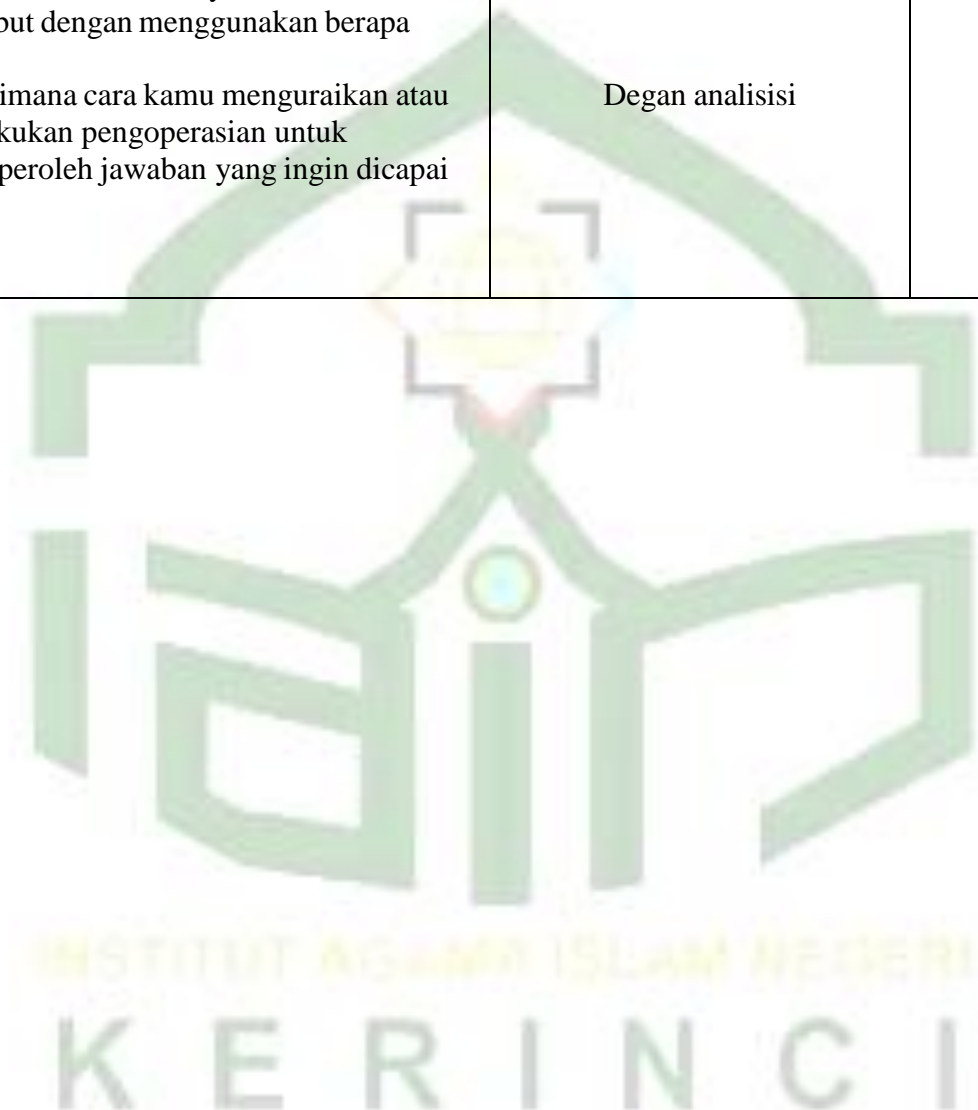 but dengan menggunakan berapa
imana cara kamu menguraikan atau
Degan analisisi
kukan pengoperasian untuk
peroleh jawaban yang ingin dicapai
INSTITUT AGAMA ISLAM NEGERI
KERINCI